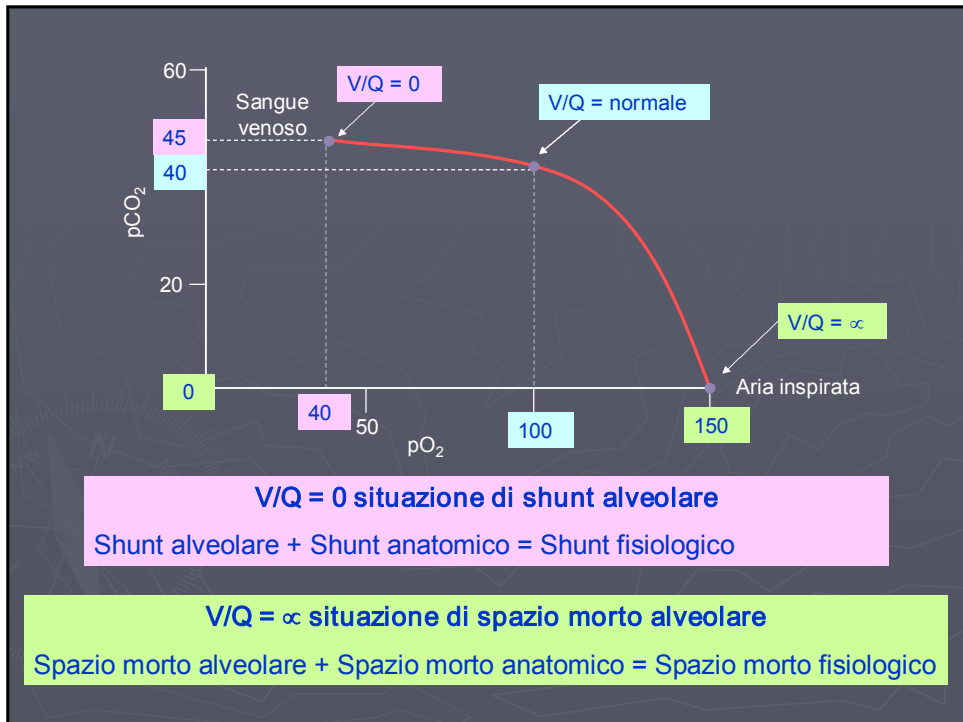 60
V/Q = 0
Sangue
venoso
V/Q = normale
45
40
pCO₂
20
V/Q = ∝
0
Aria inspirata
40
50
100
150
pO₂
V/Q = 0 situazione di shunt alveolare
Shunt alveolare + Shunt anatomico = Shunt fisiologico
V/Q = ∝ situazione di spazio morto alveolare
Spazio morto alveolare + Spazio morto anatomico = Spazio morto fisiologico